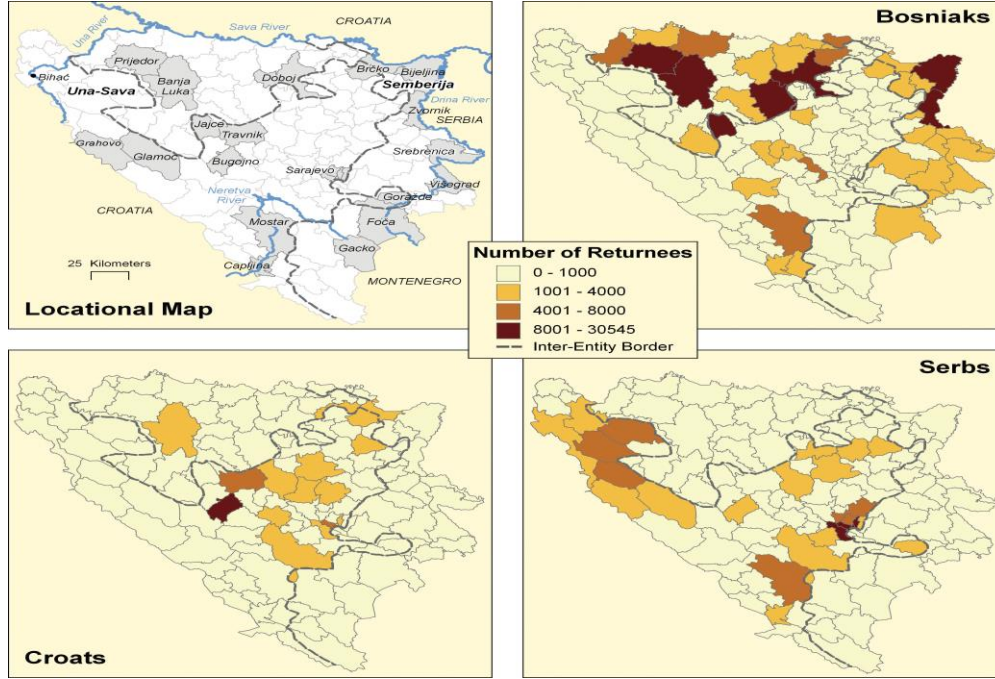 CROATIA
Una River
Sava River
Bihać
Prijedor
Banja
Luka
Doboj
Brčko
Bijeljina
Una-Sava
Semberija
Drina River
Zvornik
SERBIA
Jajce
Travnik
Grahovo
Glamoč
Bugojno
Srebrenica
Sarajevo
Višegrad
Neretva
River
Goražde
CROATIA
Mostar
Foča
Gacko
25 Kilometers
Capljina
MONTENEGRO
Locational Map
Bosniaks
Number of Returnees
0 - 1000
1001 - 4000
4001 - 8000
8001 - 30545
Inter-Entity Border
Croats
Serbs